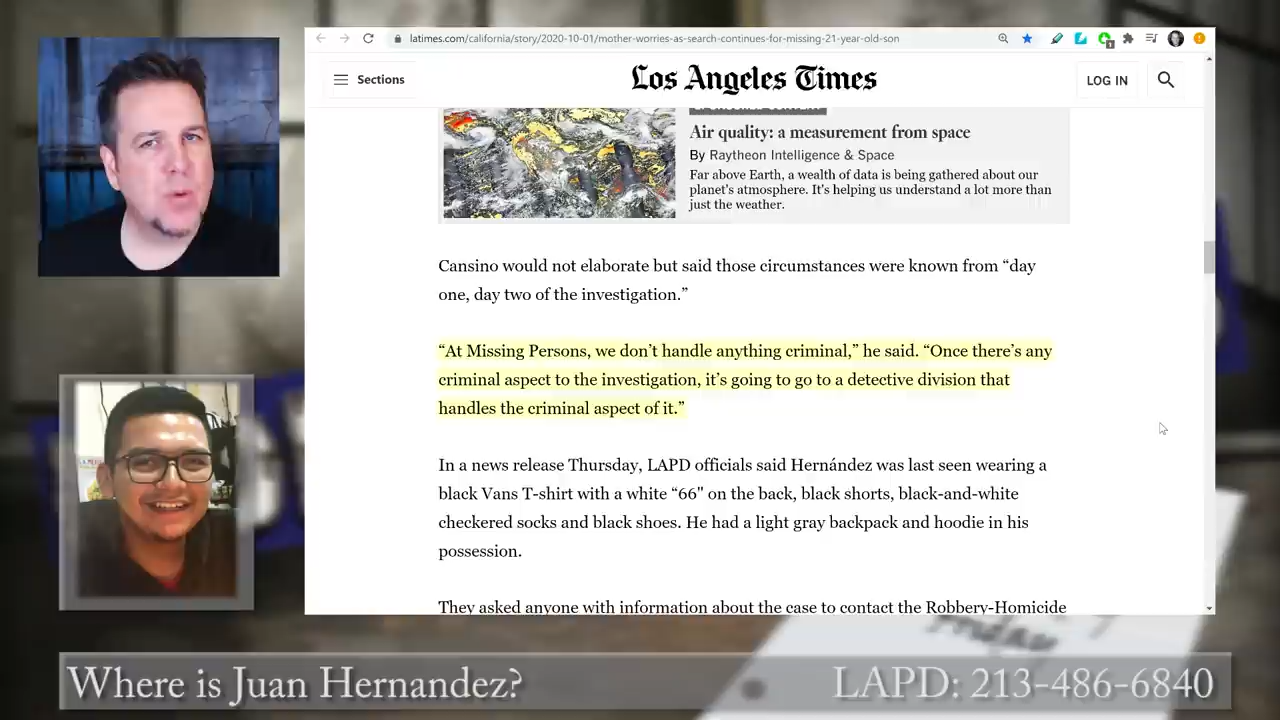 latimes.com/california/story/2020-10-01/mother-worries-as-search-continues-for-missing-21-year-old-son
Sections
Los Angeles Times
LOG IN
Air quality: a measurement from space
By Raytheon Intelligence & Space
Far above Earth, a wealth of data is being gathered about our
planet's atmosphere. It's helping us understand a lot more than
just the weather.
Cansino would not elaborate but said those circumstances were known from “day
one, day two of the investigation.”
“At Missing Persons, we don’t handle anything criminal,” he said. “Once there’s any
criminal aspect to the investigation, it’s going to go to a detective division that
handles the criminal aspect of it.”
In a news release Thursday, LAPD officials said Hernández was last seen wearing a
black Vans T-shirt with a white “66" on the back, black shorts, black-and-white
checkered socks and black shoes. He had a light gray backpack and hoodie in his
possession.
They asked anyone with information about the case to contact the Robbery-Homicide
Friday
Where is Juan Hernandez?
LAPD: 213-486-6840